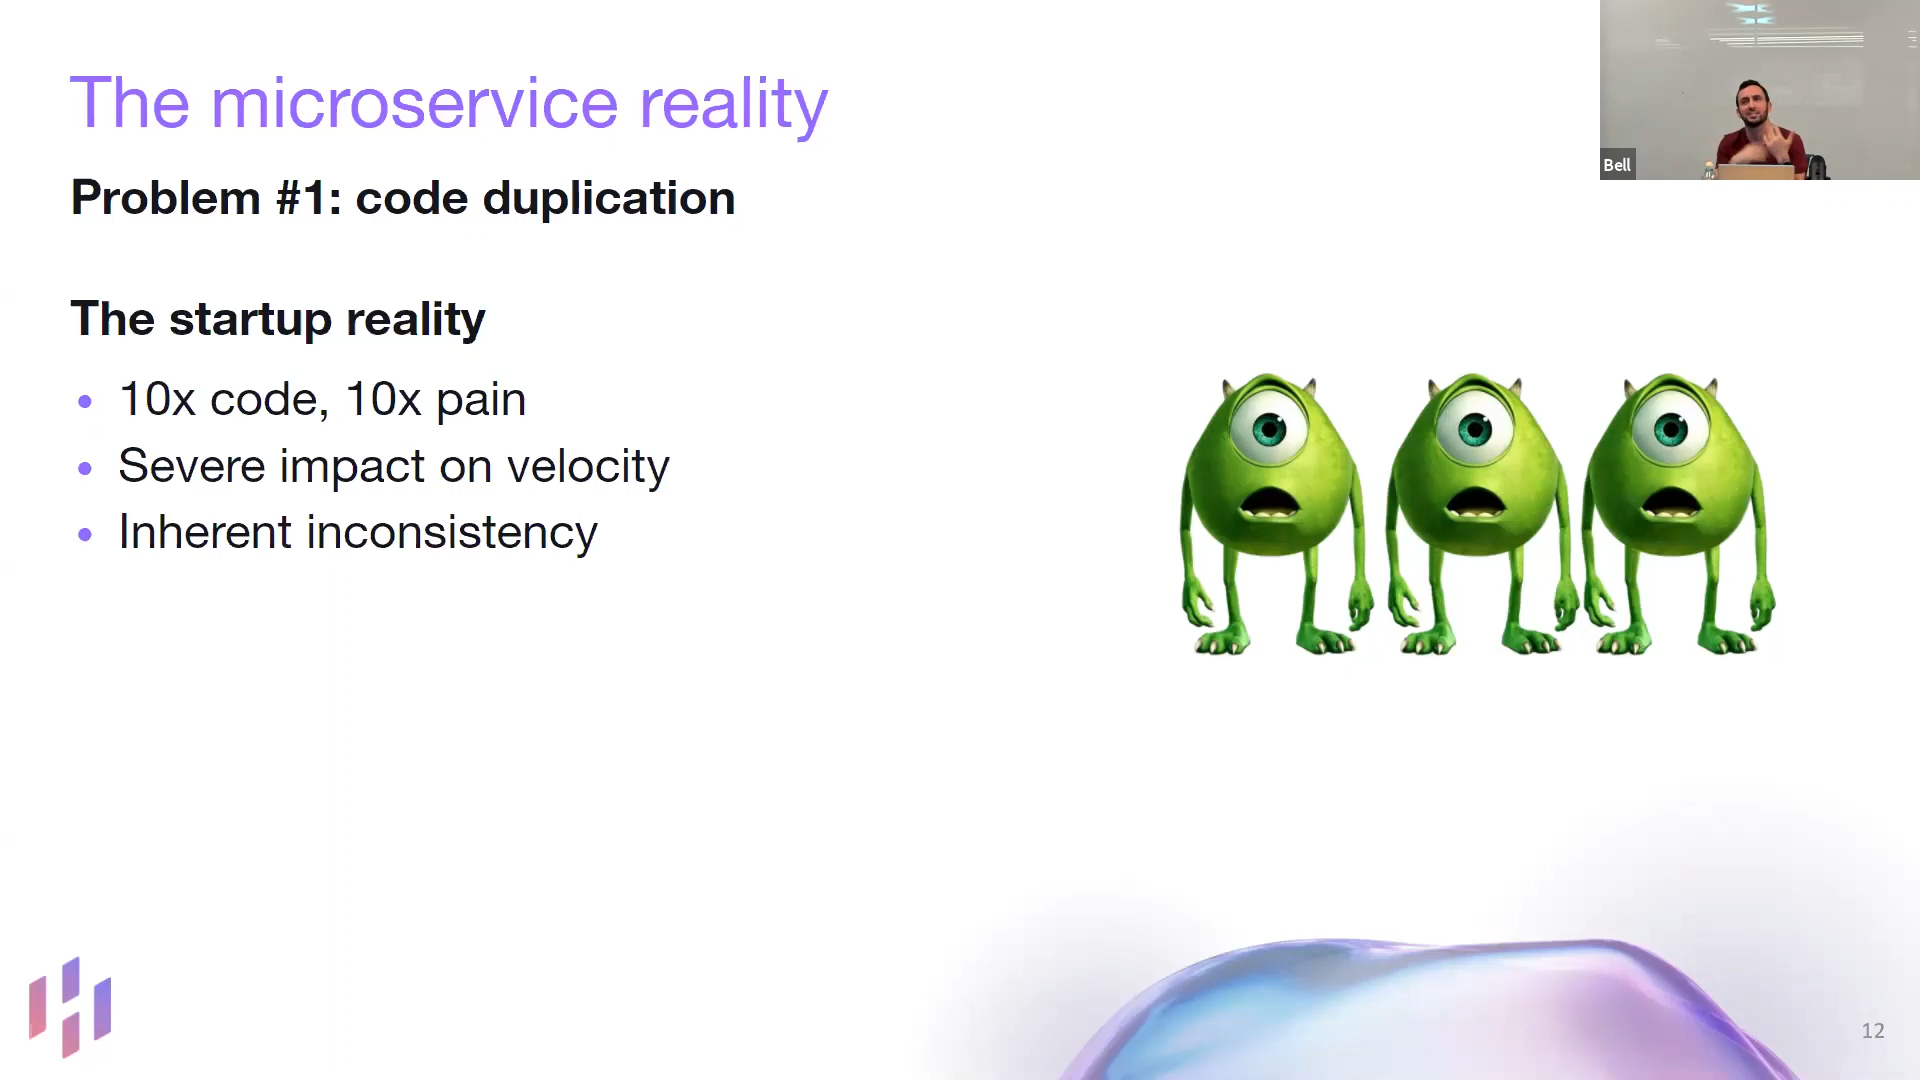 The microservice reality
Problem #1: code duplication
The startup reality
• 10x code, 10x pain
• Severe impact on velocity
• Inherent inconsistency
Bell
12